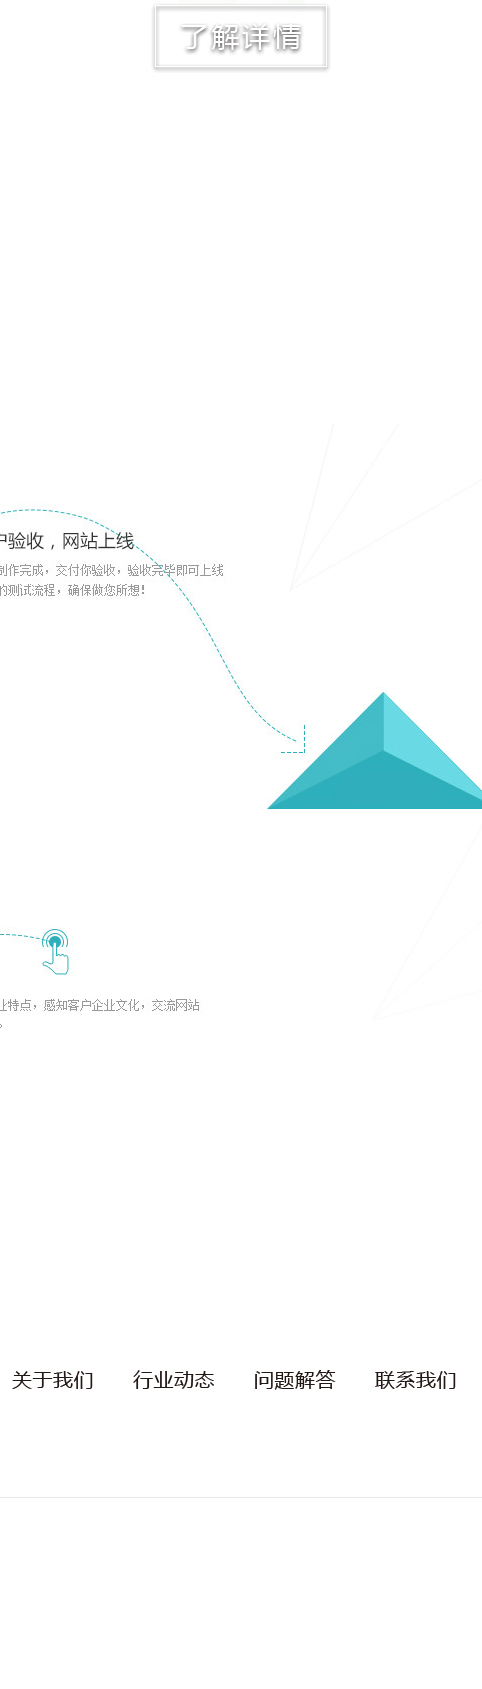 了解详情
户验收，网站上线
制作完成，交付你验收，验收完毕即可上线
的测试流程，确保做您所想！
业特点，感知客户企业文化，交流网站
。
关于我们 行业动态 问题解答 联系我们